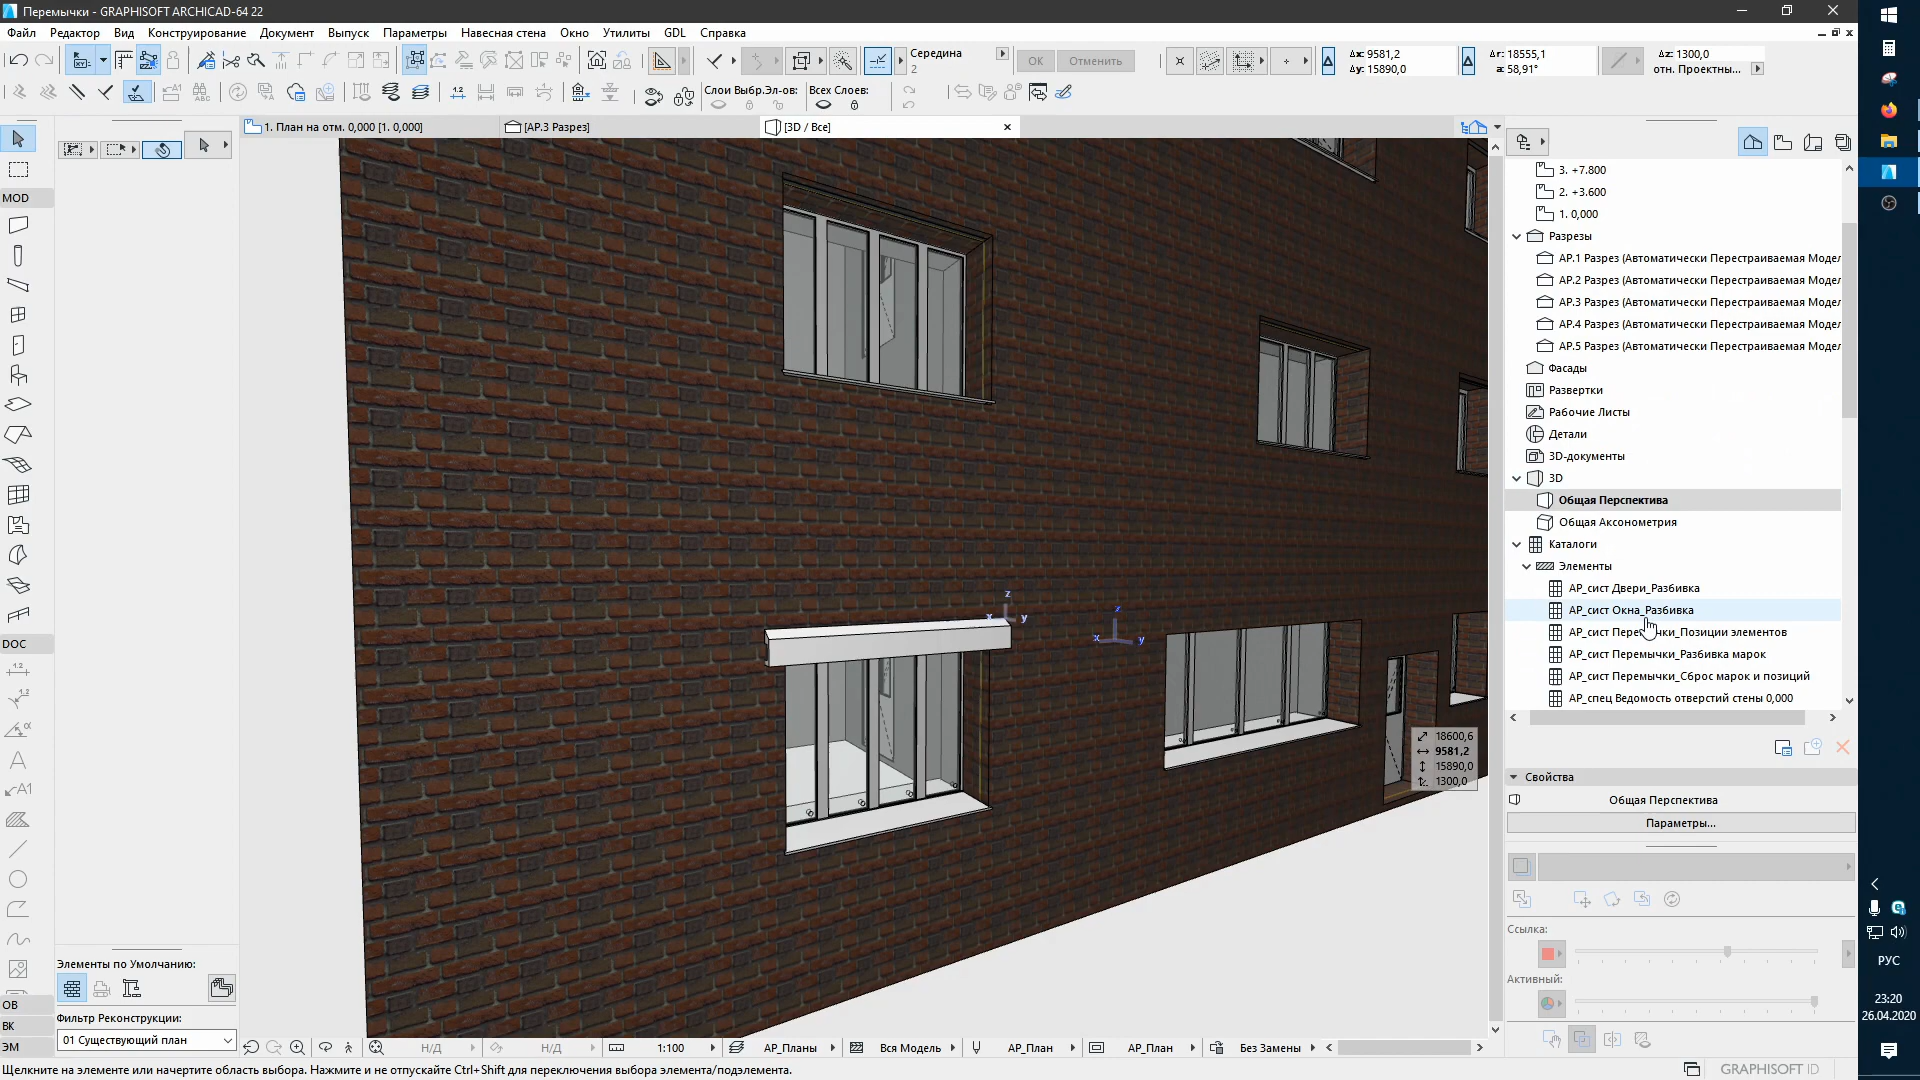 Перемычки - GRAPHISOFT ARCHICAD-64 22
Файл Редактор Вид Конструирование Документ Выпуск Параметры Навесная стена Окно Утилиты GDL Справка
Середина
2
ОК
Отменить
Δx: 9581,2
Δy: 15890,0
Δr: 18555,1
a: 58,91°
Δz: 1300,0
отн. Проектны...
Слои Выбр.Эл-ов:
Всех Слоев:
1. План на отм. 0,000 [1. 0,000]
[АР.3 Разрез]
[3D / Все]
MOD
DOC
ОВ
ВК
ЭМ
Элементы по Умолчанию:
Фильтр Реконструкции:
01 Существующий план
z
x
y
z
x
y
18600,6
9581,2
15890,0
1300,0
3. +7.800
2. +3.600
1. 0,000
Разрезы
АР.1 Разрез (Автоматически Перестраиваемая Модел
АР.2 Разрез (Автоматически Перестраиваемая Модел
АР.3 Разрез (Автоматически Перестраиваемая Модел
АР.4 Разрез (Автоматически Перестраиваемая Модел
АР.5 Разрез (Автоматически Перестраиваемая Модел
Фасады
Развертки
Рабочие Листы
Детали
3D-документы
3D
Общая Перспектива
Общая Аксонометрия
Каталоги
Элементы
АР_сист Двери_Разбивка
АР_сист Окна_Разбивка
АР_сист Перемычки_Позиции элементов
АР_сист Перемычки_Разбивка марок
АР_сист Перемычки_Сброс марок и позиций
АР_спец Ведомость отверстий стены 0,000
Свойства
Общая Перспектива
Параметры...
Ссылка:
Активный:
Н/Д
Н/Д
1:100
АР_Планы
Вся Модель
АР_План
АР_План
Без Замены
Щелкните на элементе или начертите область выбора. Нажмите и не отпускайте Ctrl+Shift для переключения выбора элемента/подэлемента.
GRAPHISOFT ID
РУС
23:20
26.04.2020